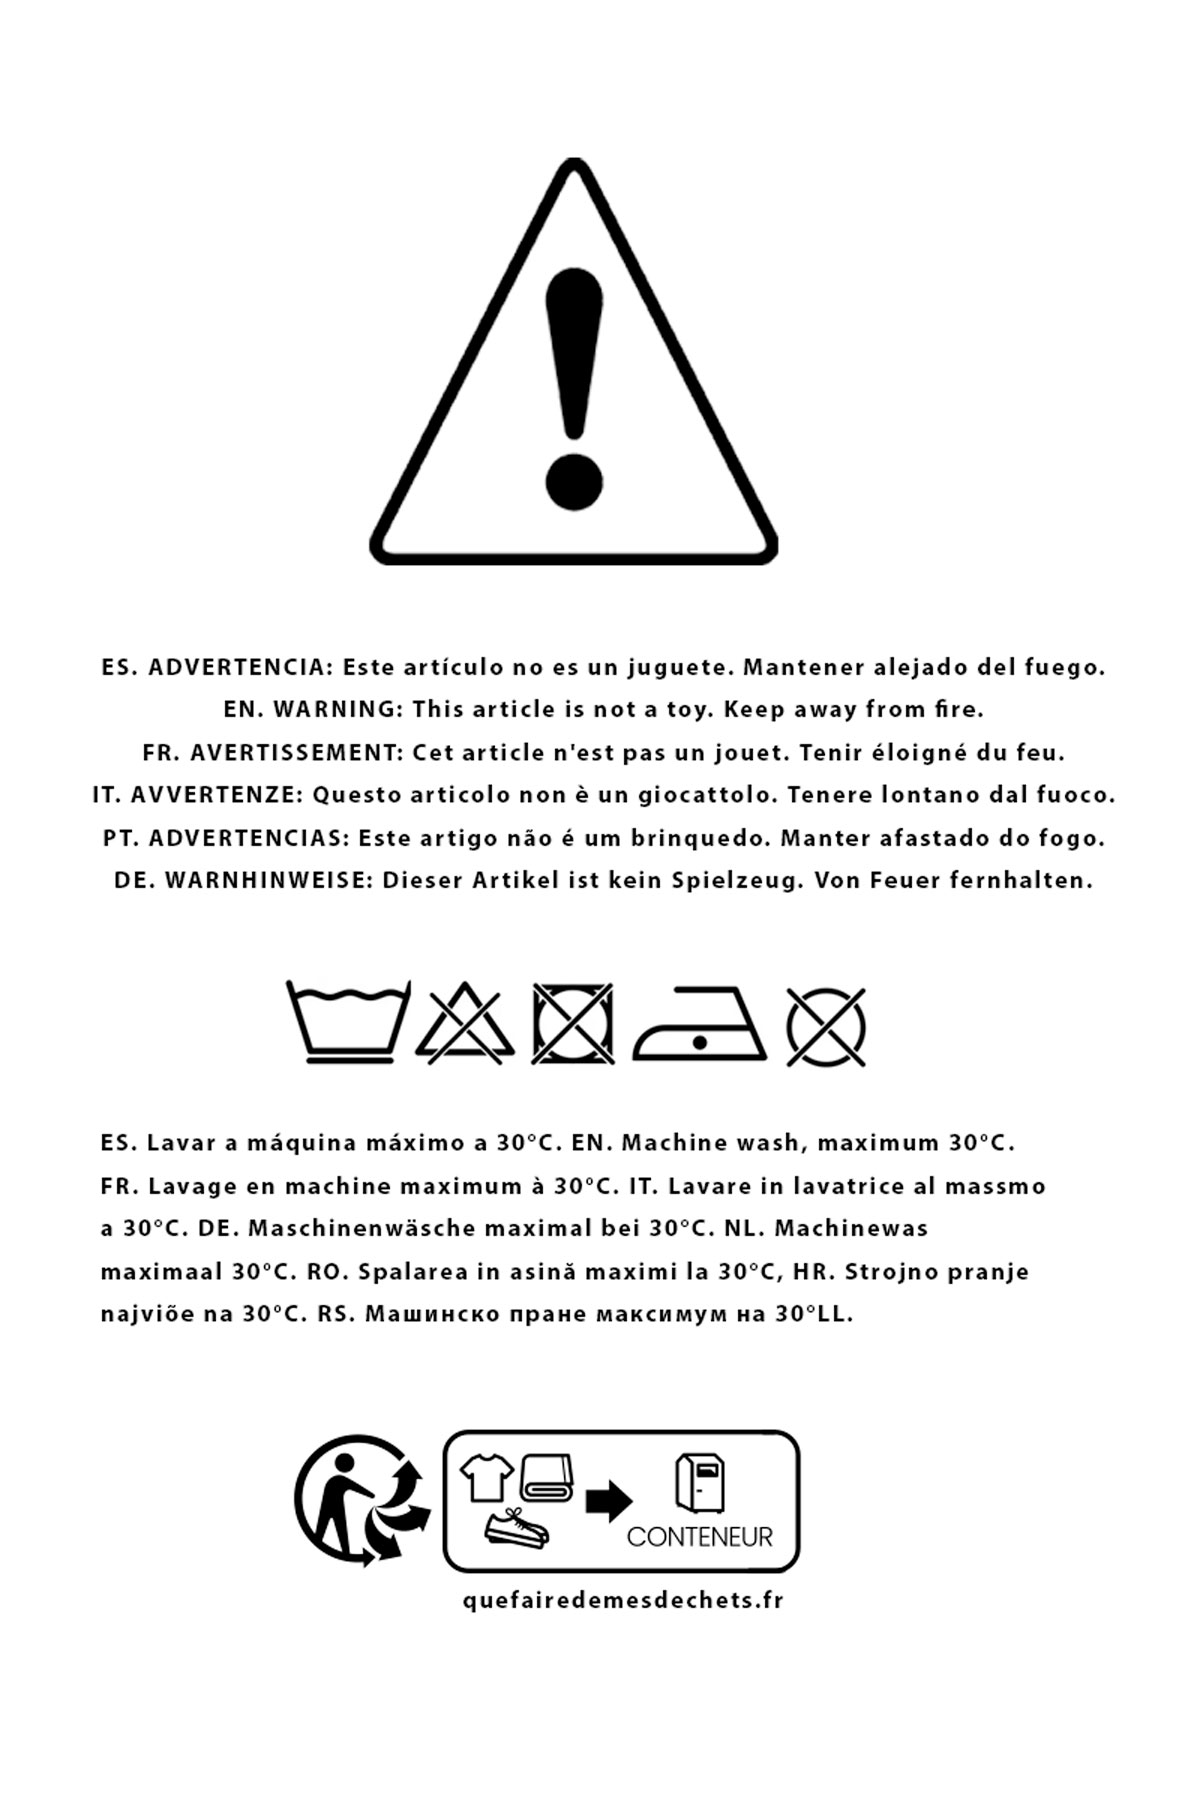 ES. ADVERTENCIA: Este artículo no es un juguete. Mantener alejado del fuego.
EN. WARNING: This article is not a toy. Keep away from fire.
FR. AVERTISSEMENT: Cet article n'est pas un jouet. Tenir éloigné du feu.
IT. AVVERTENZE: Questo articolo non è un giocattolo. Tenere lontano dal fuoco.
PT. ADVERTENCIAS: Este artigo não é um brinquedo. Manter afastado do fogo.
DE. WARNHINWEISE: Dieser Artikel ist kein Spielzeug. Von Feuer fernhalten.
ES. Lavar a máquina máximo a 30°C. EN. Machine wash, maximum 30°C.
FR. Lavage en machine maximum à 30°C. IT. Lavare in lavatrice al massmo
a 30°C. DE. Maschinenwäsche maximal bei 30°C. NL. Machinewas
maximaal 30°C. RO. Spalarea in asină maximi la 30°C, HR. Strojno pranje
najviõe na 30°C. RS. Машинско пране максимум на 30°LL.
CONTENEUR
quefairedemesdechets.fr